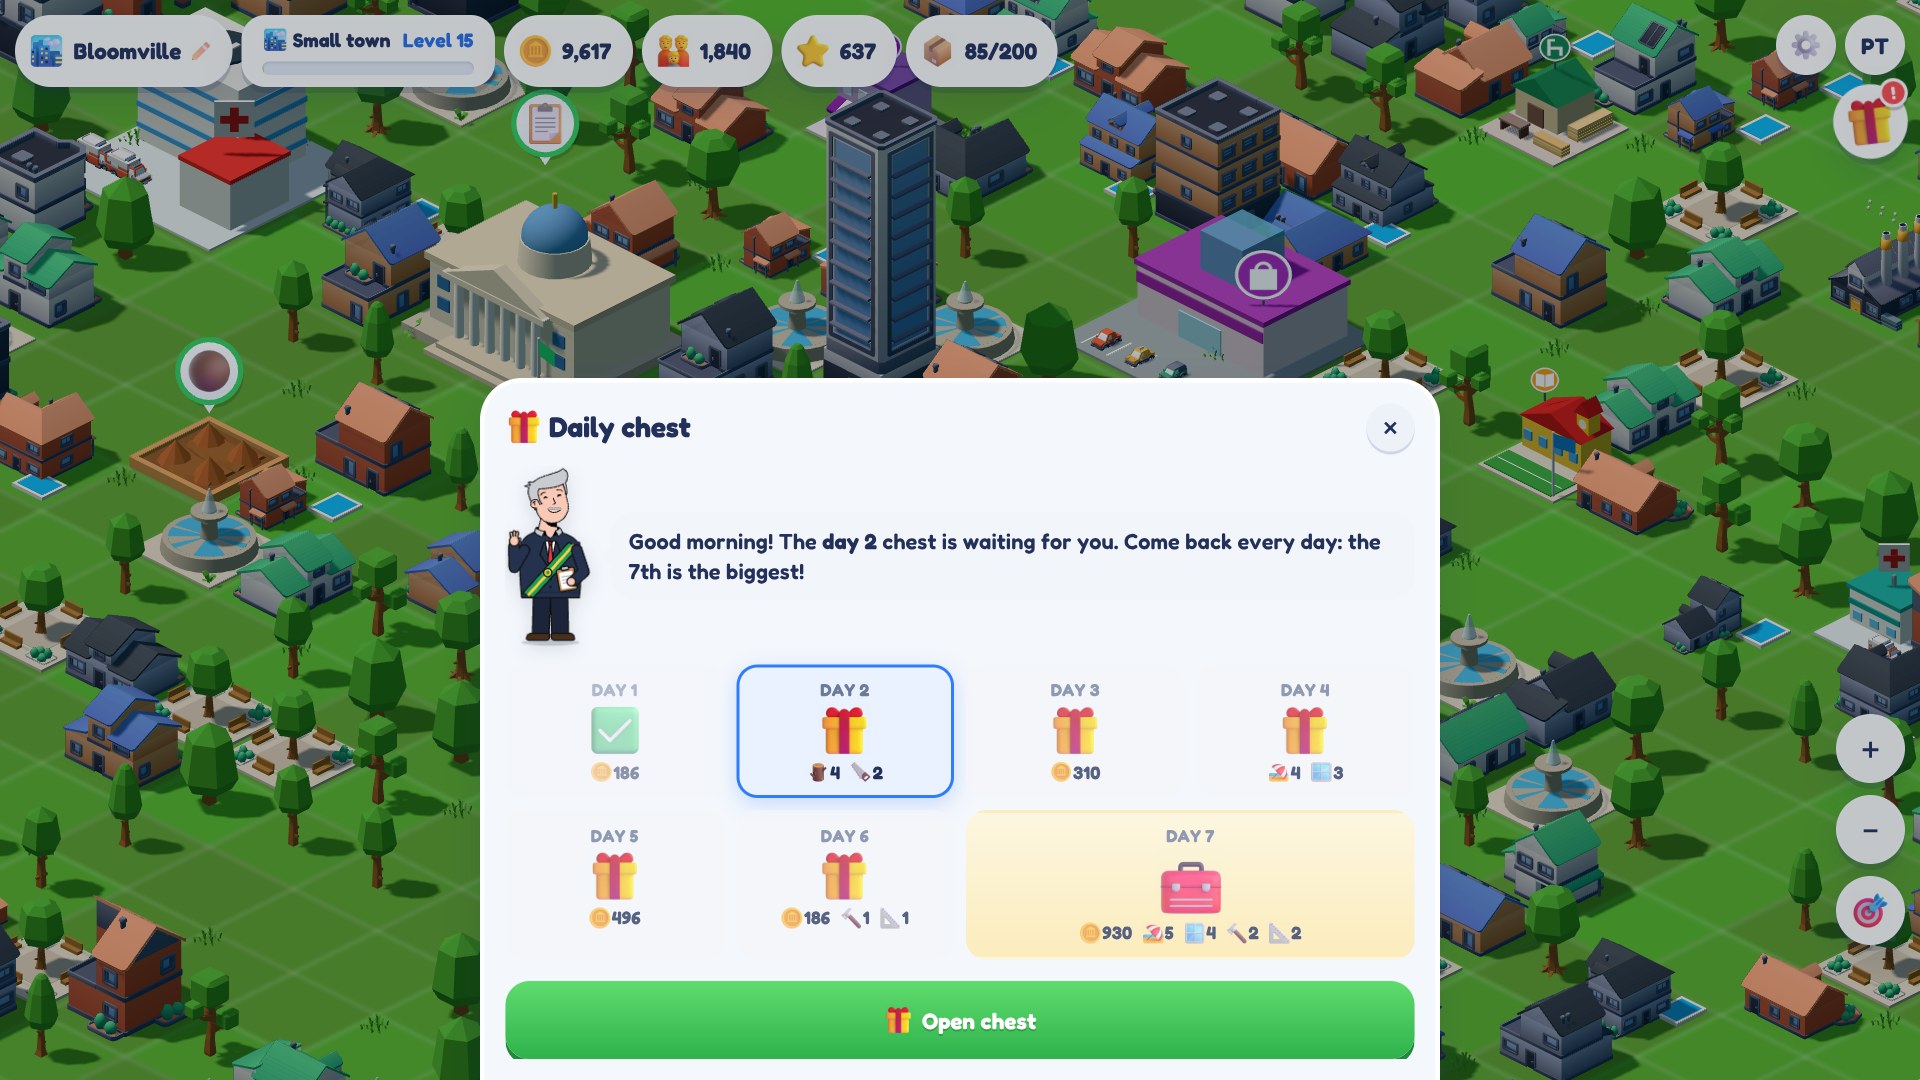 Bloomville
Small town Level 15
9,617
1,840
637
85/200
PT
!
Daily chest
Good morning! The day 2 chest is waiting for you. Come back every day: the
7th is the biggest!
DAY 1
186
DAY 2
4 2
DAY 3
310
DAY 4
4 3
DAY 5
496
DAY 6
186 1 1
DAY 7
930 5 4 2 2
Open chest